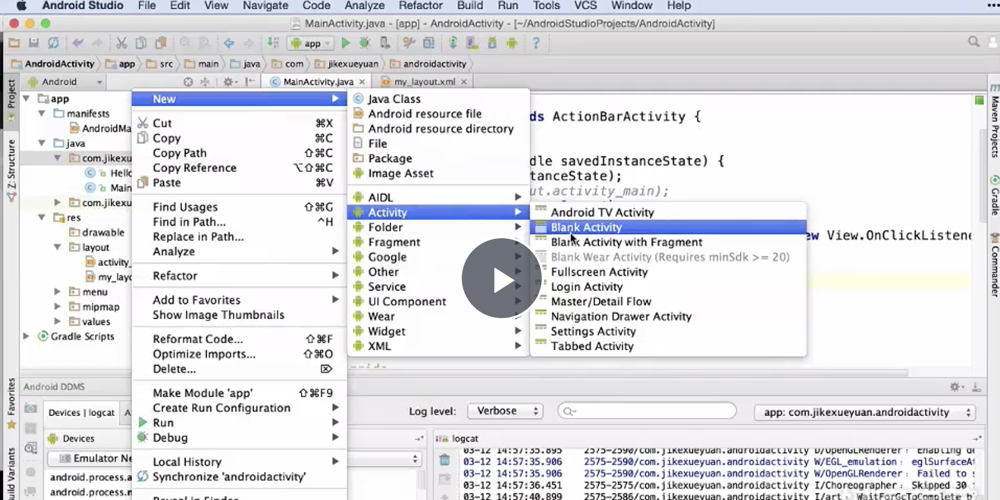 Android Studio File Edit View Navigate Code Analyze Refactor Build Run Tools VCS Window Help
MainActivity.java - [app] - AndroidActivity - [~/AndroidStudioProjects/AndroidActivity]
app
AndroidActivity app src main java com jikexueyuan androidactivity
Android MainActivity.java my_layout.xml
Project
Z: Structure
Favorites
Build Variants
app
manifests
AndroidMa
java
com.jikexu
Hello
Main
com.jikexu
res
drawable
layout
activity_
my_layo
menu
mipmap
values
Gradle Scripts
New
Cut ⌘X
Copy ⌘C
Copy Path ⇧⌘C
Copy Reference ⌥⇧⌘C
Paste ⌘V
Find Usages ⇧⌘G
Find in Path... ^H
Replace in Path...
Analyze
Refactor
Add to Favorites
Show Image Thumbnails
Reformat Code... ⇧⌘F
Optimize Imports... ⇧⌘O
Delete... ⌦
Make Module 'app' ⇧⌘F9
Create Run Configuration
Run
Debug
Local History
Synchronize 'androidactivity'
Reveal in Finder
Java Class
Android resource file
Android resource directory
File
Package
Image Asset
AIDL
Activity
Folder
Fragment
Google
Other
Service
UI Component
Wear
Widget
XML
Android TV Activity
Blank Activity
Blank Activity with Fragment
Blank Wear Activity (Requires minSdk >= 20)
Fullscreen Activity
Login Activity
Master/Detail Flow
Navigation Drawer Activity
Settings Activity
Tabbed Activity
ds ActionBarActivity {
dle savedInstanceState) {
tanceState);
ut.activity_main);
ew View.OnClickListene
Maven Projects
Gradle
Commander
Android DDMS
Devices | logcat
Log level: Verbose app: com.jikexueyuan.androidactivity
Devices
Emulator Ne
android.process.a
android.process.m
logcat
03-12 14:57:35.895 2575-2590/com.jikexueyuan.androidactivity D/OpenGLRenderer: Enabling de
03-12 14:57:35.906 2575-2590/com.jikexueyuan.androidactivity W/EGL_emulation: eglSurfaceAt
03-12 14:57:35.906 2575-2590/com.jikexueyuan.androidactivity W/OpenGLRenderer: Failed to s
03-12 14:57:36.451 2575-2575/com.jikexueyuan.androidactivity I/Choreographer: Skipped 30
03-12 14:57:40.899 2575-2586/com.jikexueyuan.androidactivity I/art: WaitForGcToComplete b